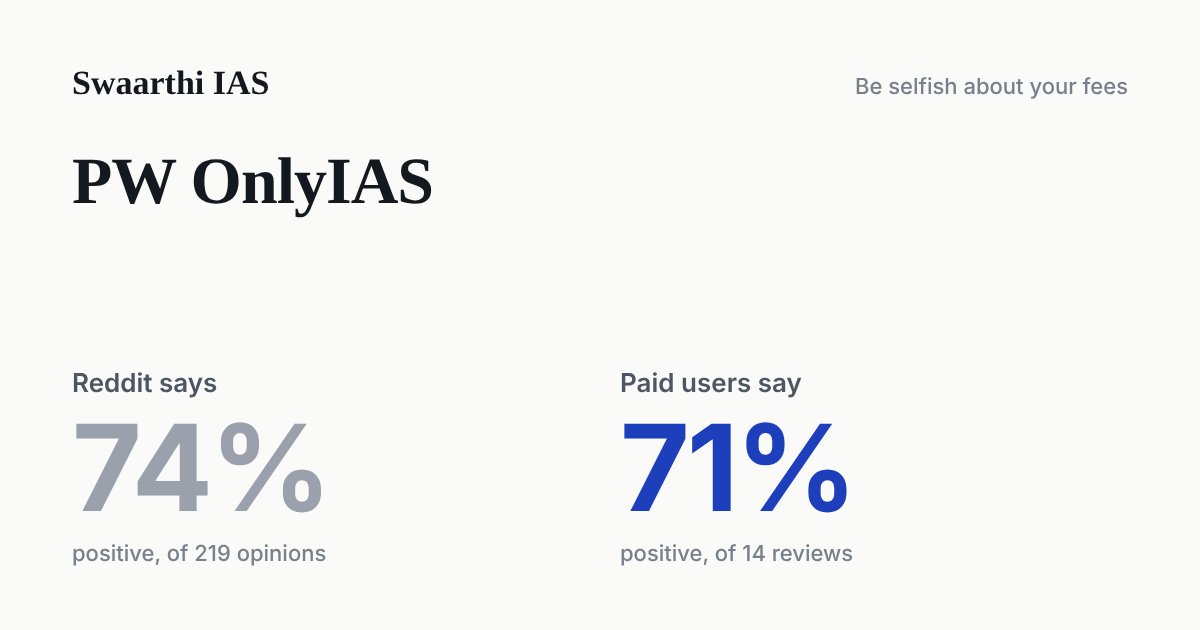 Swaarthi IAS
Be selfish about your fees
PW OnlyIAS
Reddit says
74%
positive, of 219 opinions
Paid users say
71%
positive, of 14 reviews